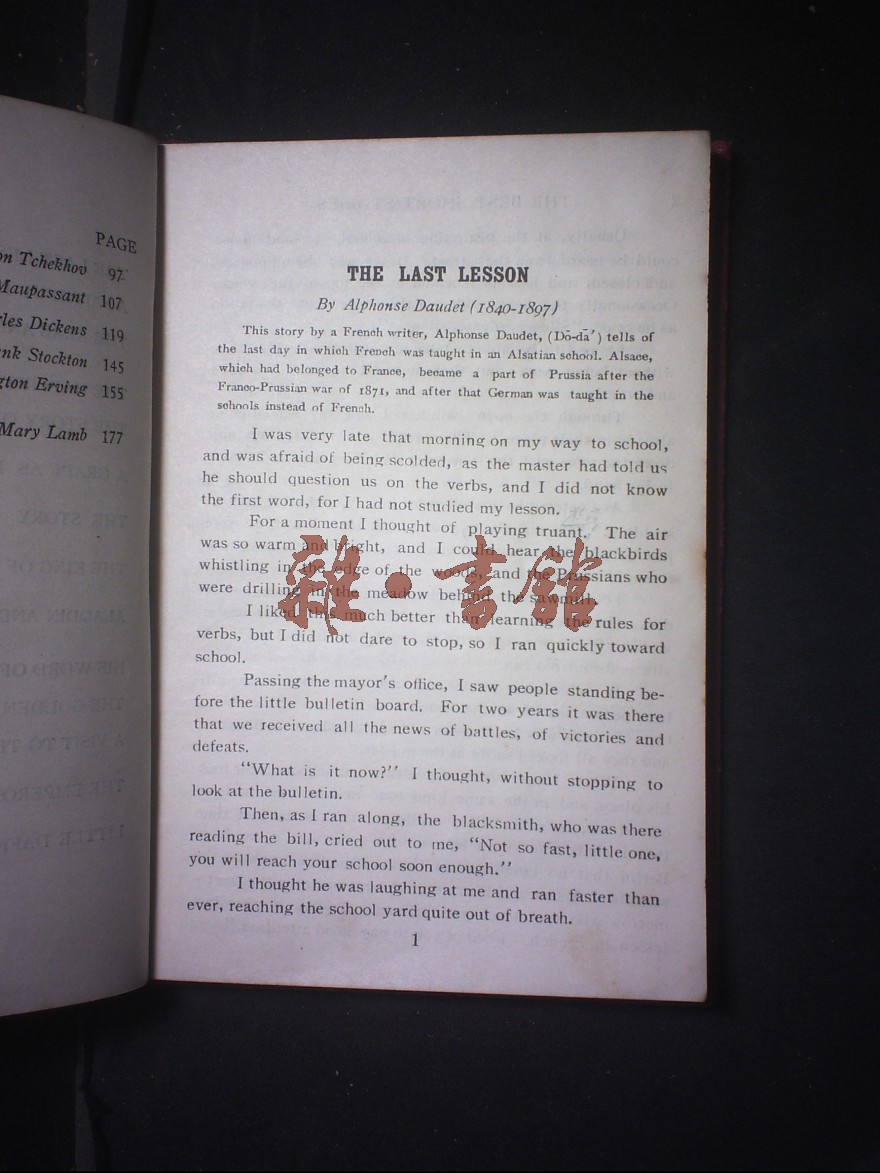 PAGE
on Tchekhov 97
Maupassant 107
les Dickens 119
nk Stockton 145
gton Erving 155
Mary Lamb 177
THE LAST LESSON
By Alphonse Daudet (1840-1897)
This story by a French writer, Alphonse Daudet, (Dō-dā′) tells of
the last day in which French was taught in an Alsatian school. Alsace,
which had belonged to France, became a part of Prussia after the
Franco-Prussian war of 1871, and after that German was taught in the
schools instead of French.
I was very late that morning on my way to school,
and was afraid of being scolded, as the master had told us
he should question us on the verbs, and I did not know
the first word, for I had not studied my lesson.
For a moment I thought of playing truant. The air
was so warm and bright, and I could hear the blackbirds
whistling in the edge of the woods, and the Prussians who
were drilling in the meadow behind the sawmill.
I liked this much better than learning the rules for
verbs, but I did not dare to stop, so I ran quickly toward
school.
Passing the mayor's office, I saw people standing be-
fore the little bulletin board. For two years it was there
that we received all the news of battles, of victories and
defeats.
"What is it now?" I thought, without stopping to
look at the bulletin.
Then, as I ran along, the blacksmith, who was there
reading the bill, cried out to me, "Not so fast, little one,
you will reach your school soon enough."
I thought he was laughing at me and ran faster than
ever, reaching the school yard quite out of breath.
1
雜·書館